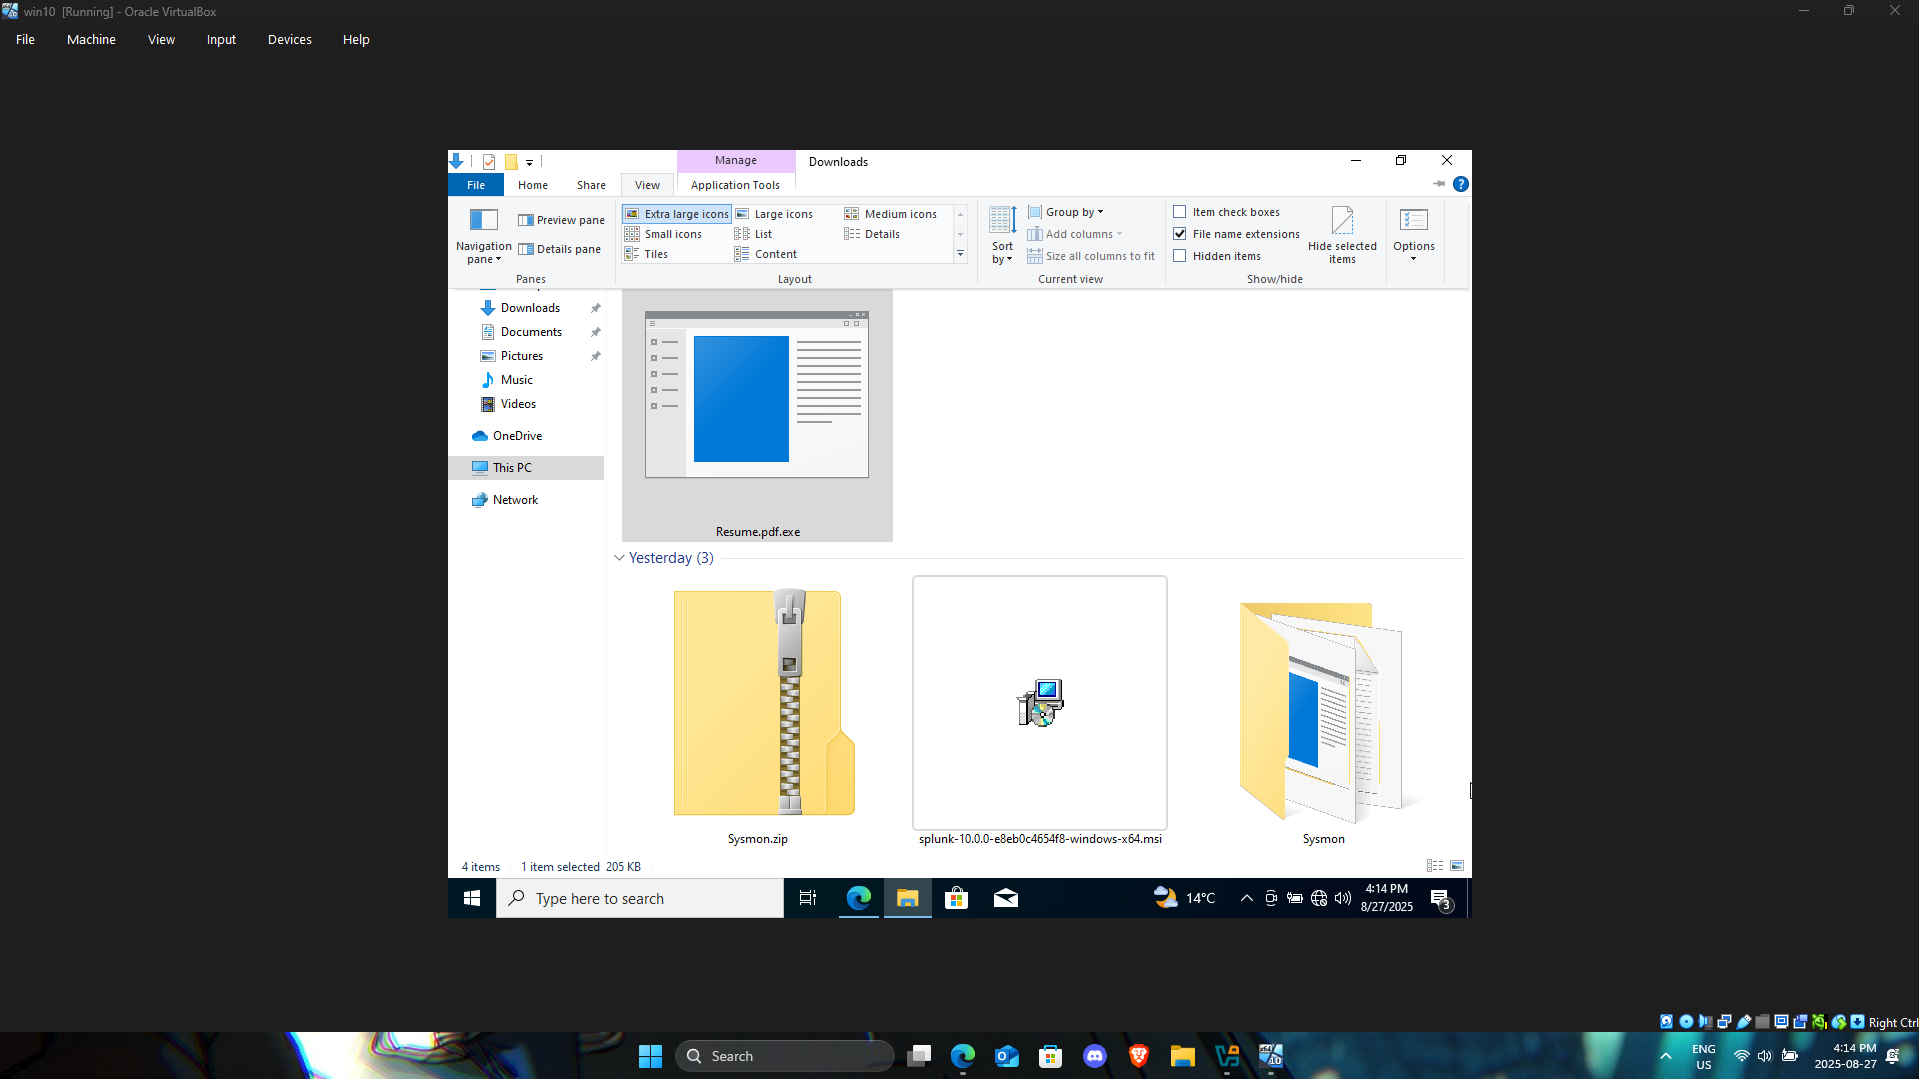 win10 [Running] - Oracle VirtualBox
File Machine View Input Devices Help
Manage Downloads
File Home Share View Application Tools
Navigation pane
Preview pane
Details pane
Panes
Extra large icons Large icons Medium icons
Small icons List Details
Tiles Content
Layout
Sort by
Group by
Add columns
Size all columns to fit
Current view
Item check boxes
File name extensions
Hidden items
Hide selected items
Show/hide
Options
Downloads
Documents
Pictures
Music
Videos
OneDrive
This PC
Network
Resume.pdf.exe
Yesterday (3)
Sysmon.zip
splunk-10.0.0-e8eb0c4654f8-windows-x64.msi
Sysmon
4 items 1 item selected 205 KB
Type here to search
14°C
4:14 PM
8/27/2025
3
Right Ctrl
Search
ENG
US
4:14 PM
2025-08-27